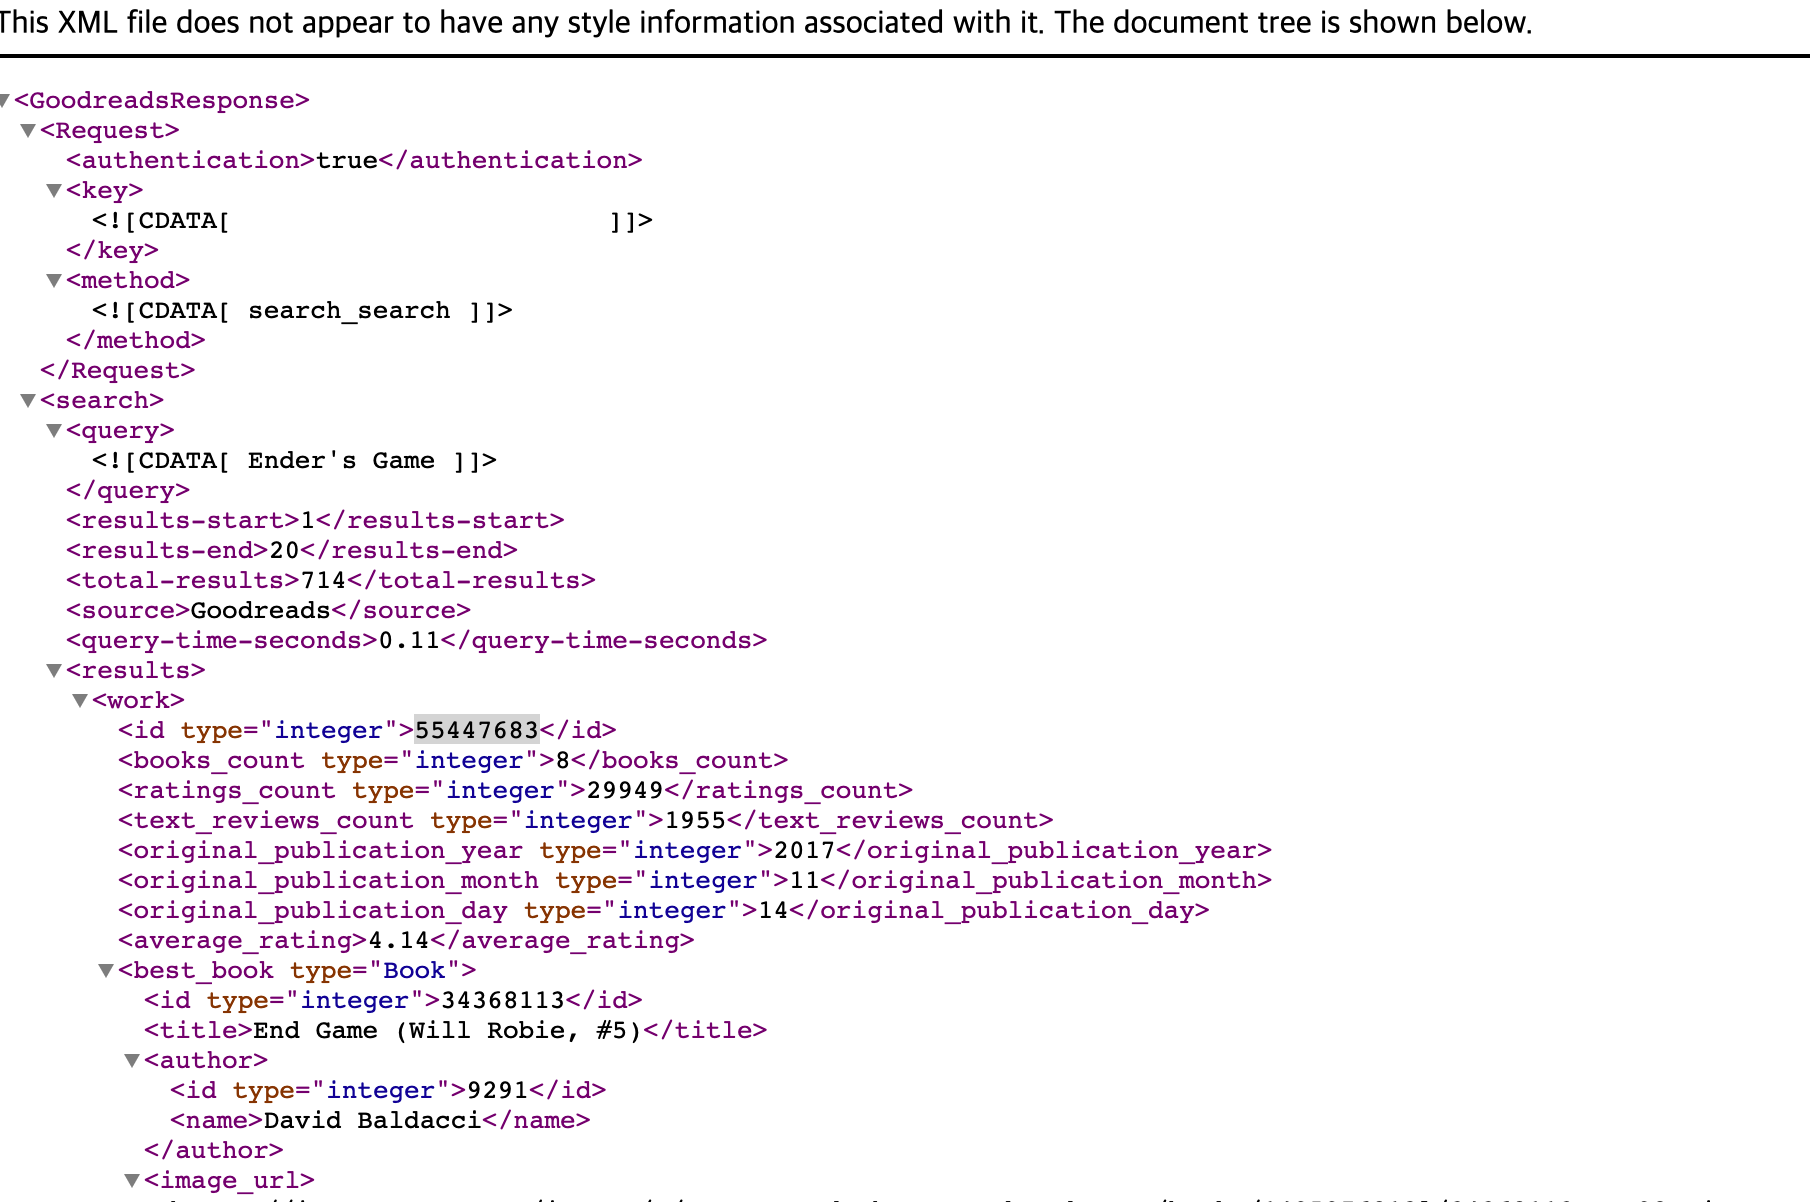 This XML file does not appear to have any style information associated with it. The document tree is shown below.
<GoodreadsResponse>
<Request>
<authentication>true</authentication>
<key>
<![CDATA[ ]]>
</key>
<method>
<![CDATA[ search_search ]]>
</method>
</Request>
<search>
<query>
<![CDATA[ Ender's Game ]]>
</query>
<results-start>1</results-start>
<results-end>20</results-end>
<total-results>714</total-results>
<source>Goodreads</source>
<query-time-seconds>0.11</query-time-seconds>
<results>
<work>
<id type="integer">55447683</id>
<books_count type="integer">8</books_count>
<ratings_count type="integer">29949</ratings_count>
<text_reviews_count type="integer">1955</text_reviews_count>
<original_publication_year type="integer">2017</original_publication_year>
<original_publication_month type="integer">11</original_publication_month>
<original_publication_day type="integer">14</original_publication_day>
<average_rating>4.14</average_rating>
<best_book type="Book">
<id type="integer">34368113</id>
<title>End Game (Will Robie, #5)</title>
<author>
<id type="integer">9291</id>
<name>David Baldacci</name>
</author>
<image_url>